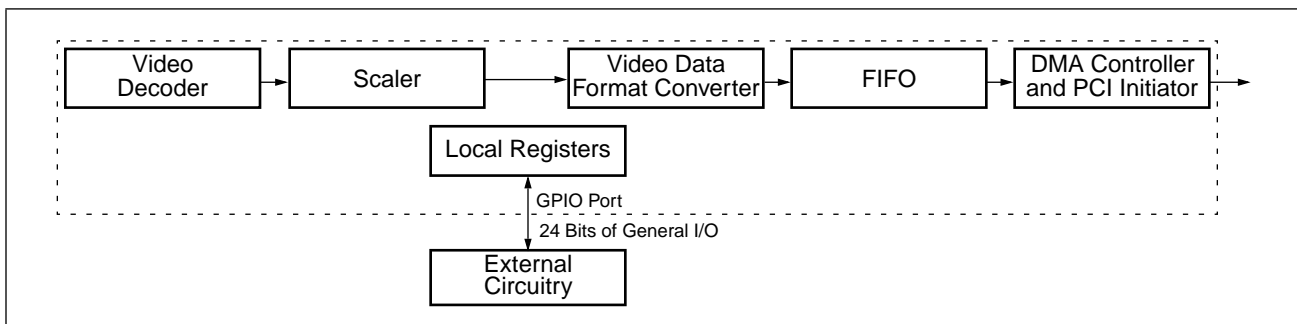 Video
Decoder
Scaler
Video Data
Format Converter
FIFO
DMA Controller
and PCI Initiator
Local Registers
GPIO Port
24 Bits of General I/O
External
Circuitry